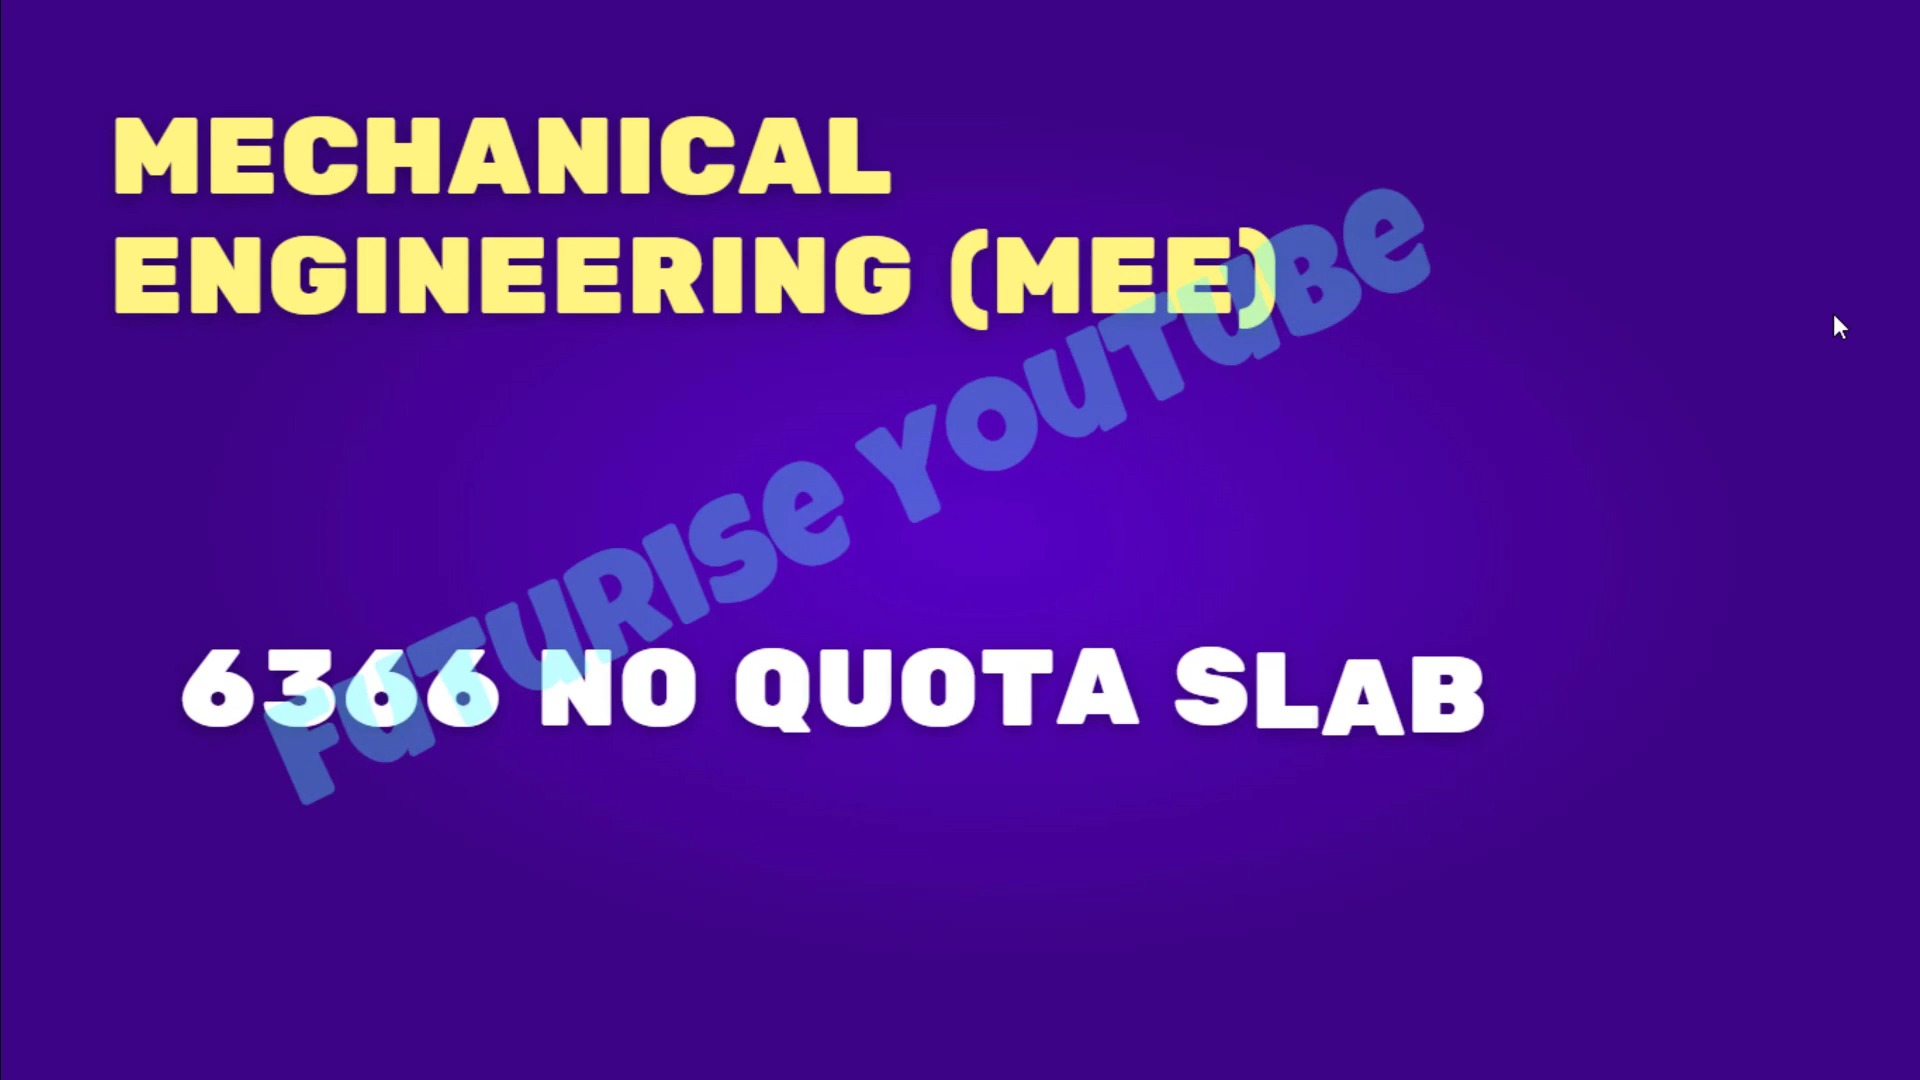 MECHANICAL
ENGINEERING (MEE)
FUTURISE YOUTUBE
6366 NO QUOTA SLAB